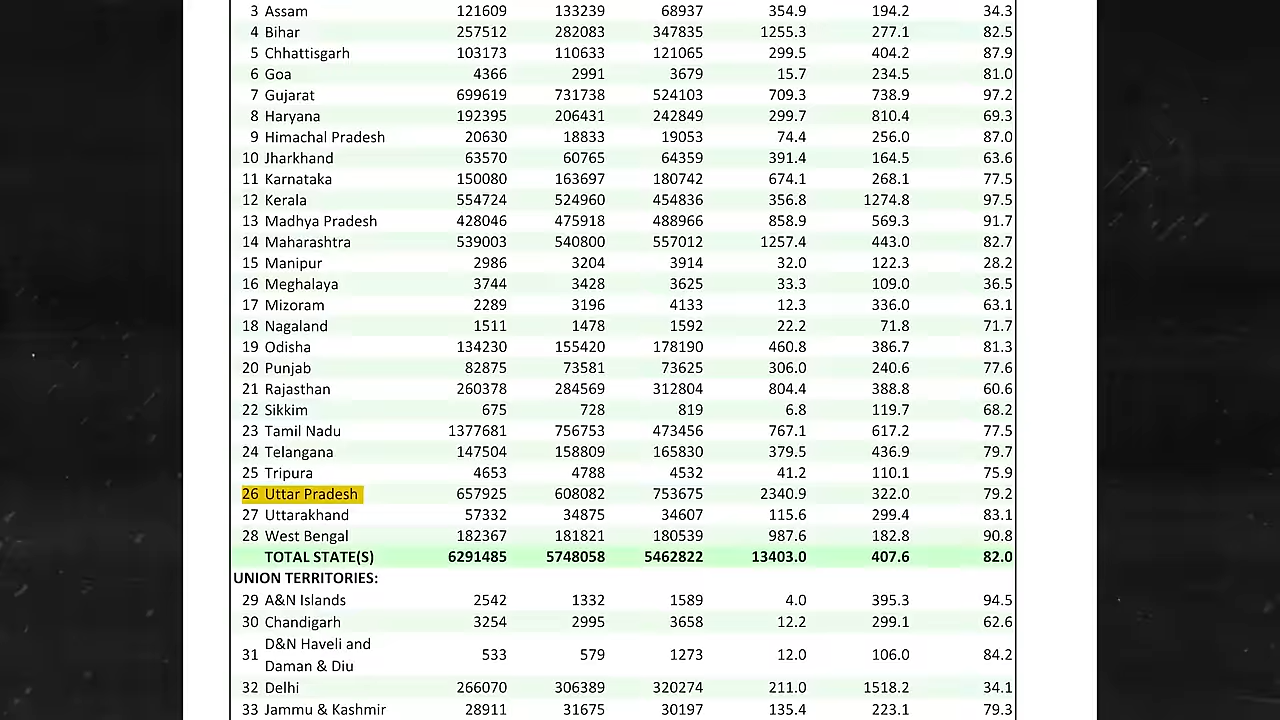 3 Assam 121609 133239 68937 354.9 194.2 34.3
4 Bihar 257512 282083 347835 1255.3 277.1 82.5
5 Chhattisgarh 103173 110633 121065 299.5 404.2 87.9
6 Goa 4366 2991 3679 15.7 234.5 81.0
7 Gujarat 699619 731738 524103 709.3 738.9 97.2
8 Haryana 192395 206431 242849 299.7 810.4 69.3
9 Himachal Pradesh 20630 18833 19053 74.4 256.0 87.0
10 Jharkhand 63570 60765 64359 391.4 164.5 63.6
11 Karnataka 150080 163697 180742 674.1 268.1 77.5
12 Kerala 554724 524960 454836 356.8 1274.8 97.5
13 Madhya Pradesh 428046 475918 488966 858.9 569.3 91.7
14 Maharashtra 539003 540800 557012 1257.4 443.0 82.7
15 Manipur 2986 3204 3914 32.0 122.3 28.2
16 Meghalaya 3744 3428 3625 33.3 109.0 36.5
17 Mizoram 2289 3196 4133 12.3 336.0 63.1
18 Nagaland 1511 1478 1592 22.2 71.8 71.7
19 Odisha 134230 155420 178190 460.8 386.7 81.3
20 Punjab 82875 73581 73625 306.0 240.6 77.6
21 Rajasthan 260378 284569 312804 804.4 388.8 60.6
22 Sikkim 675 728 819 6.8 119.7 68.2
23 Tamil Nadu 1377681 756753 473456 767.1 617.2 77.5
24 Telangana 147504 158809 165830 379.5 436.9 79.7
25 Tripura 4653 4788 4532 41.2 110.1 75.9
26 Uttar Pradesh 657925 608082 753675 2340.9 322.0 79.2
27 Uttarakhand 57332 34875 34607 115.6 299.4 83.1
28 West Bengal 182367 181821 180539 987.6 182.8 90.8
TOTAL STATE(S) 6291485 5748058 5462822 13403.0 407.6 82.0
UNION TERRITORIES:
29 A&N Islands 2542 1332 1589 4.0 395.3 94.5
30 Chandigarh 3254 2995 3658 12.2 299.1 62.6
31 D&N Haveli and
Daman & Diu 533 579 1273 12.0 106.0 84.2
32 Delhi 266070 306389 320274 211.0 1518.2 34.1
33 Jammu & Kashmir 28911 31675 30197 135.4 223.1 79.3